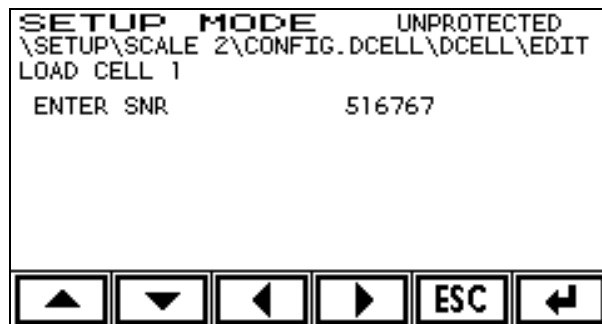 SETUP MODE UNPROTECTED
\SETUP\SCALE 2\CONFIG.DCELL\DCELL\EDIT
LOAD CELL 1
ENTER SNR 516767
ESC